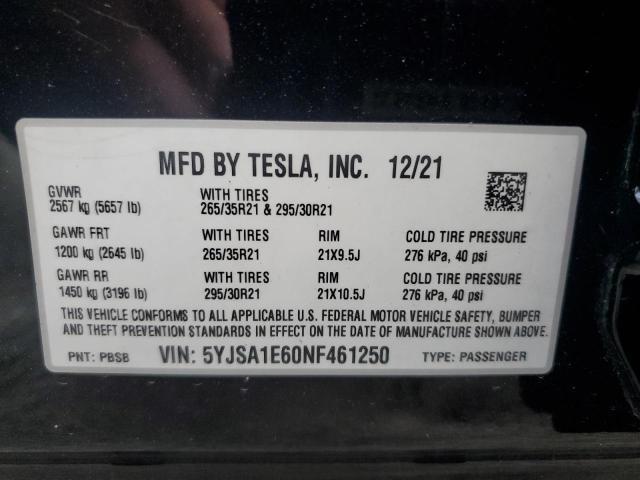 MFD BY TESLA, INC. 12/21
GVWR WITH TIRES
2567 kg (5657 lb) 265/35R21 & 295/30R21
GAWR FRT WITH TIRES RIM COLD TIRE PRESSURE
1200 kg (2645 lb) 265/35R21 21X9.5J 276 kPa, 40 psi
GAWR RR WITH TIRES RIM COLD TIRE PRESSURE
1450 kg (3196 lb) 295/30R21 21X10.5J 276 kPa, 40 psi
THIS VEHICLE CONFORMS TO ALL APPLICABLE U.S. FEDERAL MOTOR VEHICLE SAFETY, BUMPER
AND THEFT PREVENTION STANDARDS IN EFFECT ON THE DATE OF MANUFACTURE SHOWN ABOVE.
PNT: PBSB VIN: 5YJSA1E60NF461250 TYPE: PASSENGER